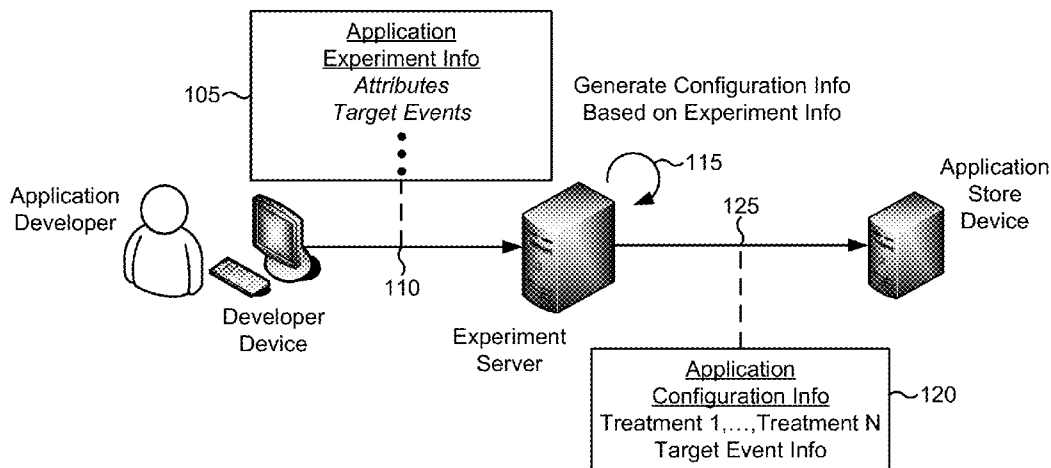 Application
Experiment Info
Attributes
Target Events
105
Generate Configuration Info
Based on Experiment Info
115
Application
Store
Device
Application
Developer
125
110
Developer
Device
Experiment
Server
Application
Configuration Info
Treatment 1,...,Treatment N
Target Event Info
120